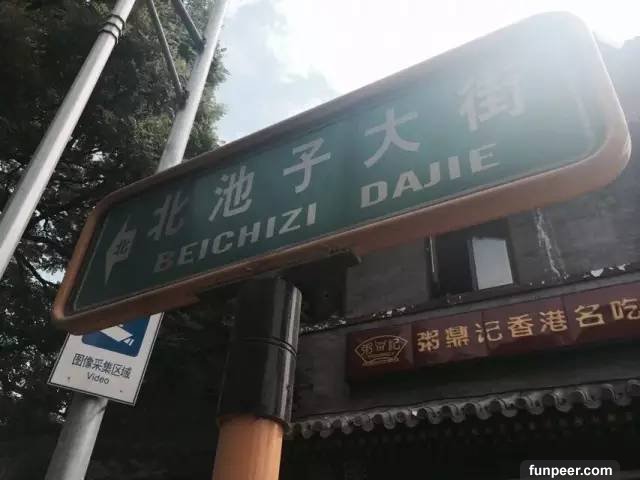 北池子大街
北
BEICHIZI DAJIE
粥鼎记香港名吃
图像采集区域
Video
funpeer.com